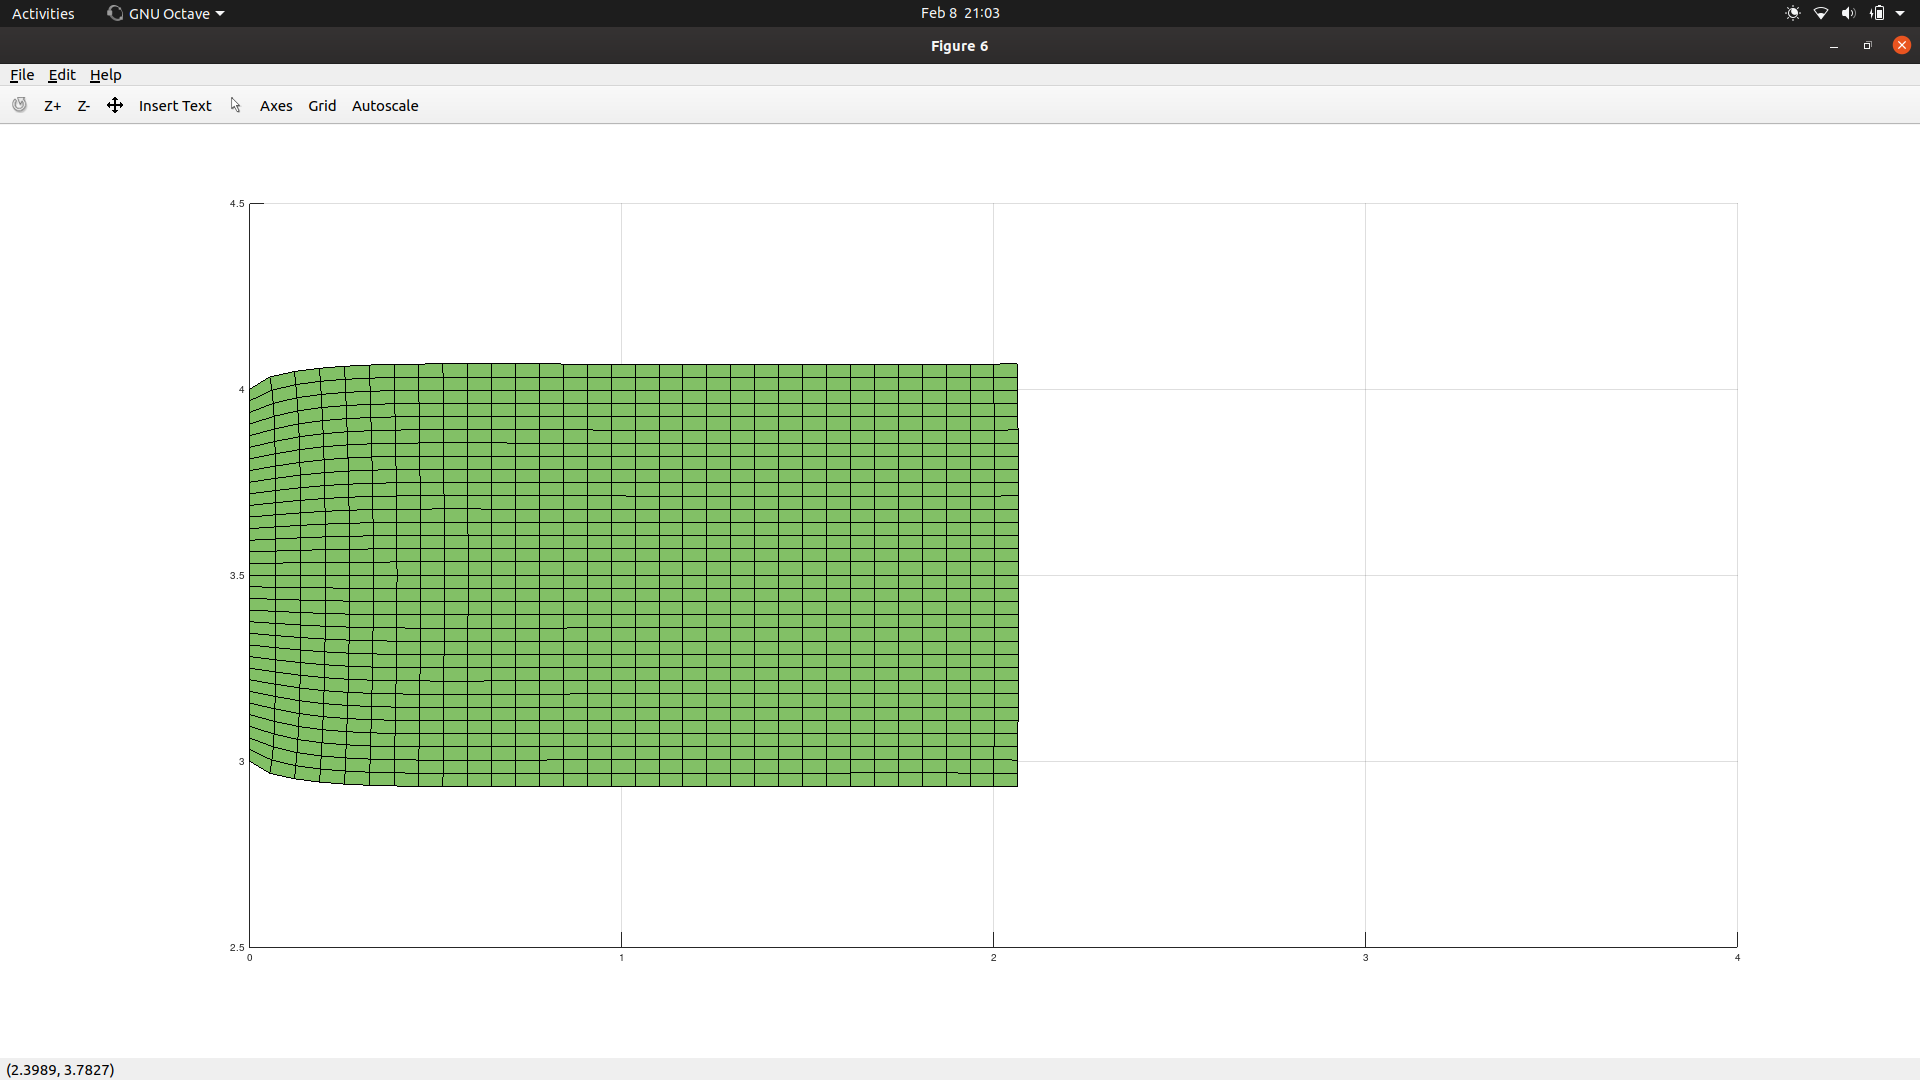 Activities GNU Octave Feb 8 21:03
Figure 6
File Edit Help
Z+ Z- Insert Text Axes Grid Autoscale
4.5
4
3.5
3
2.5
0 1 2 3 4
(2.3989, 3.7827)